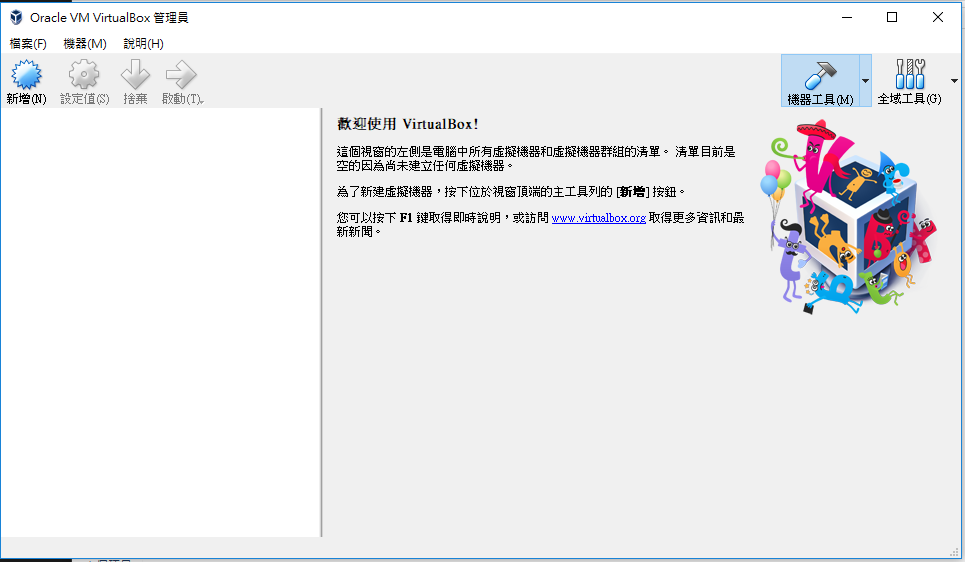 Oracle VM VirtualBox 管理員
檔案(F) 機器(M) 說明(H)
新增(N) 設定值(S) 捨棄 啟動(T) 機器工具(M) 全域工具(G)
歡迎使用 VirtualBox!
這個視窗的左側是電腦中所有虛擬機器和虛擬機器群組的清單。 清單目前是
空的因為尚未建立任何虛擬機器。
為了新建虛擬機器，按下位於視窗頂端的主工具列的 [新增] 按鈕。
您可以按下 F1 鍵取得即時說明，或訪問 www.virtualbox.org 取得更多資訊和最
新新聞。